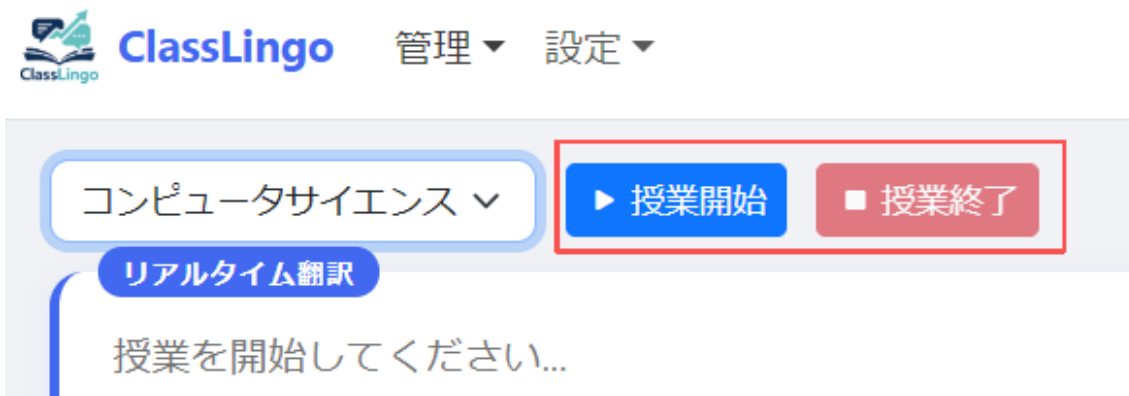 ClassLingo
ClassLingo 管理 設定
コンピュータサイエンス 授業開始 授業終了
リアルタイム翻訳
授業を開始してください...